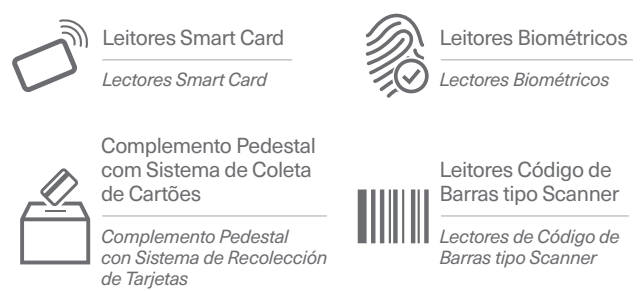 Leitores Smart Card
Lectores Smart Card
Leitores Biométricos
Lectores Biométricos
Complemento Pedestal
com Sistema de Coleta
de Cartões
Complemento Pedestal
con Sistema de Recolección
de Tarjetas
Leitores Código de
Barras tipo Scanner
Lectores de Código de
Barras tipo Scanner